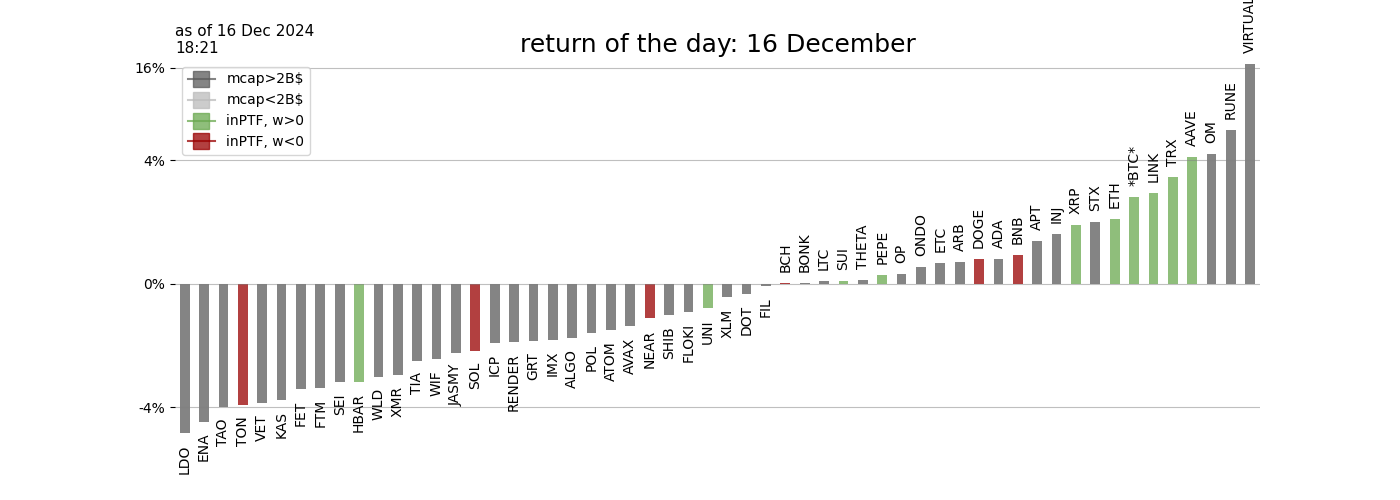 as of 16 Dec 2024
18:21
return of the day: 16 December
16%
4%
0%
-4%
mcap>2B$
mcap<2B$
inPTF, w>0
inPTF, w<0
LDO
ENA
TAO
TON
VET
KAS
FET
FTM
SEI
HBAR
WLD
XMR
TIA
WIF
JASMY
SOL
ICP
RENDER
GRT
IMX
ALGO
POL
ATOM
AVAX
NEAR
SHIB
FLOKI
UNI
XLM
DOT
FIL
BCH
BONK
LTC
SUI
THETA
PEPE
OP
ONDO
ETC
ARB
DOGE
ADA
BNB
APT
INJ
XRP
STX
ETH
*BTC*
LINK
TRX
AAVE
OM
RUNE
VIRTUAL